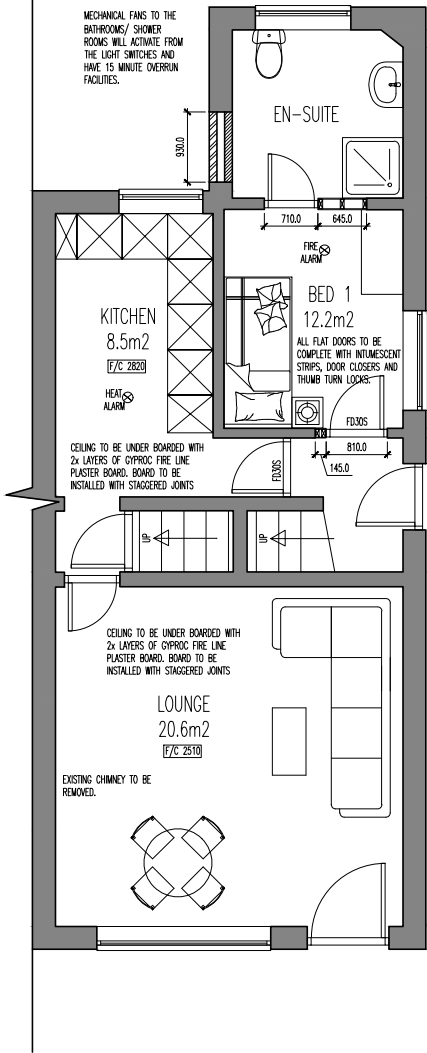 MECHANICAL FANS TO THE
BATHROOMS/ SHOWER
ROOMS WILL ACTIVATE FROM
THE LIGHT SWITCHES AND
HAVE 15 MINUTE OVERRUN
FACILITIES.
EN-SUITE
930.0
710.0
645.0
FIRE
ALARM
BED 1
12.2m2
ALL FLAT DOORS TO BE
COMPLETE WITH INTUMESCENT
STRIPS, DOOR CLOSERS AND
THUMB TURN LOCKS.
KITCHEN
8.5m2
F/C 2820
HEAT
ALARM
FD30S
810.0
145.0
CEILING TO BE UNDER BOARDED WITH
2x LAYERS OF GYPROC FIRE LINE
PLASTER BOARD. BOARD TO BE
INSTALLED WITH STAGGERED JOINTS
FD30S
UP
UP
CEILING TO BE UNDER BOARDED WITH
2x LAYERS OF GYPROC FIRE LINE
PLASTER BOARD. BOARD TO BE
INSTALLED WITH STAGGERED JOINTS
LOUNGE
20.6m2
F/C 2510
EXISTING CHIMNEY TO BE
REMOVED.